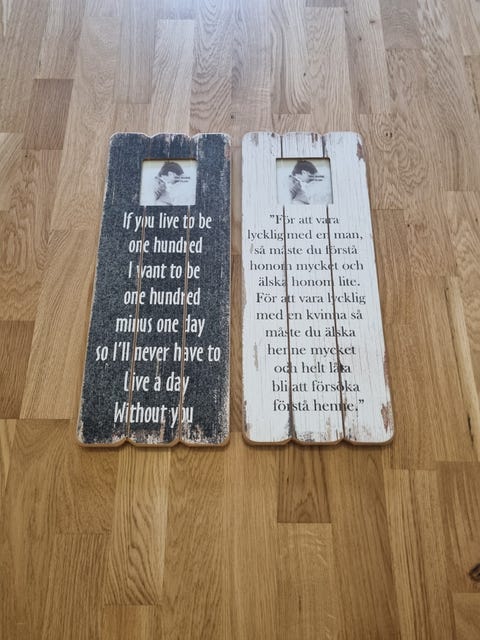 If you live to be
one hundred
I want to be
one hundred
minus one day
so I'll never have to
Live a day
Without you
"För att vara
lycklig med en man,
så måste du förstå
honom mycket och
älska honom lite.
För att vara lycklig
med en kvinna så
måste du älska
henne mycket
och helt låta
bli att försöka
förstå henne."